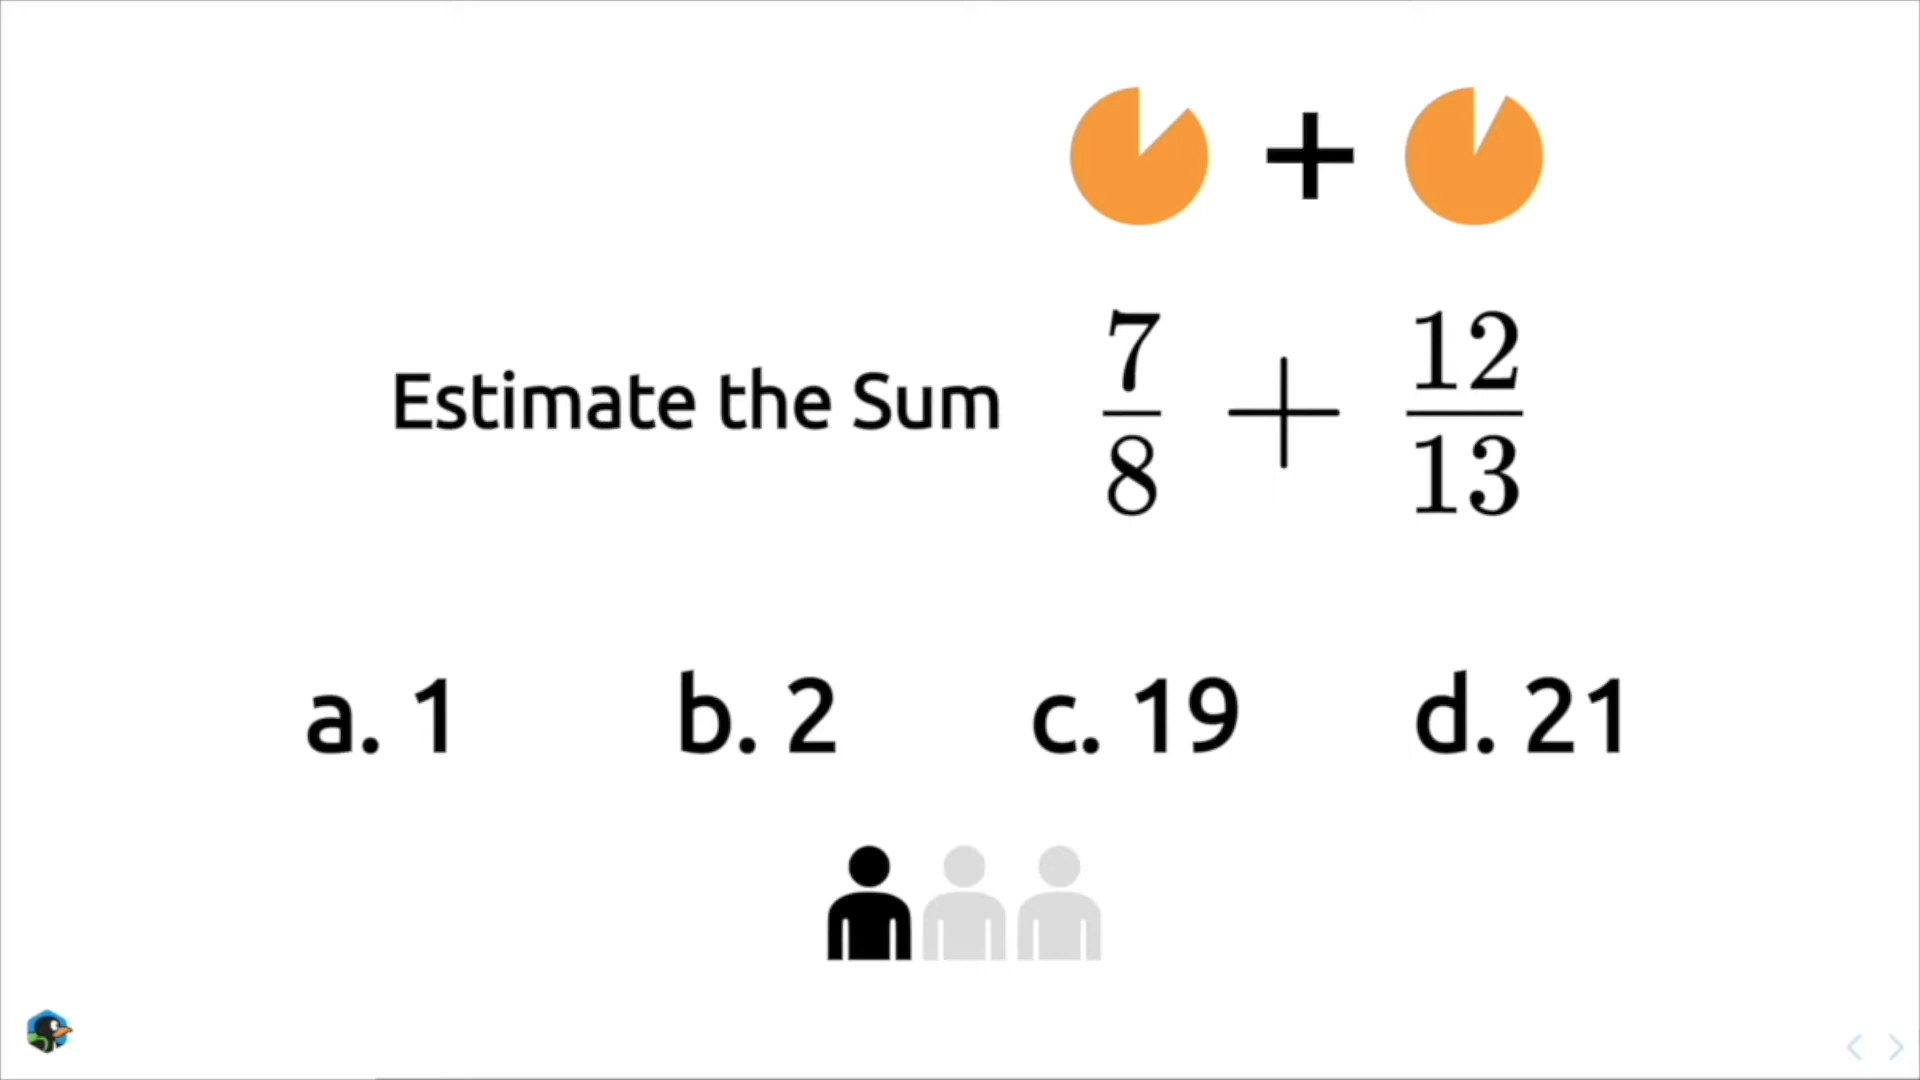 +
Estimate the Sum 7/8 + 12/13
a. 1 b. 2 c. 19 d. 21